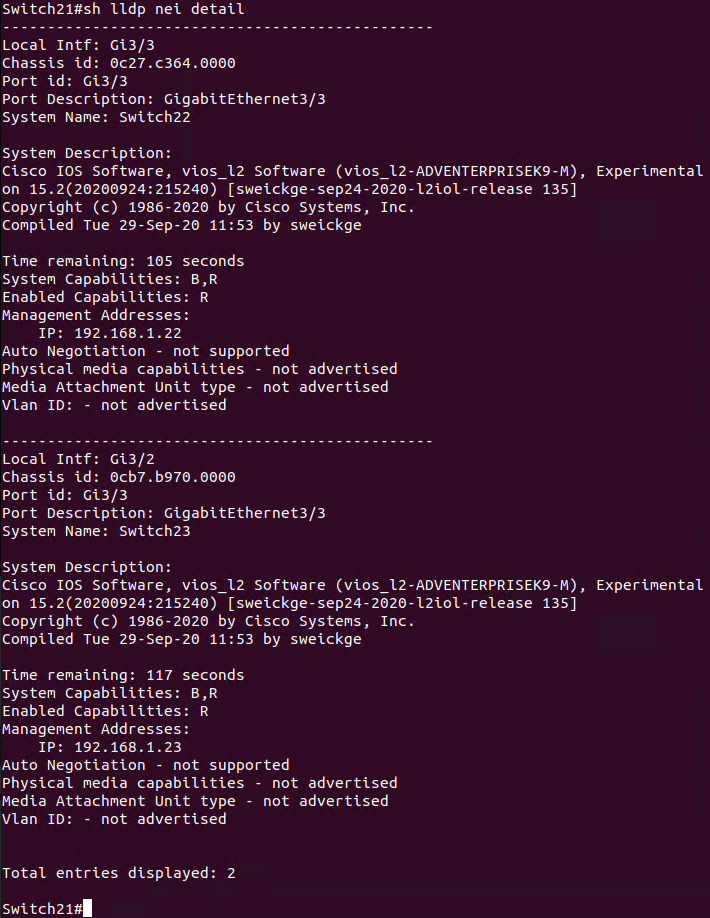 Switch21#sh lldp nei detail
------------------------------------------------
Local Intf: Gi3/3
Chassis id: 0c27.c364.0000
Port id: Gi3/3
Port Description: GigabitEthernet3/3
System Name: Switch22

System Description:
Cisco IOS Software, vios_l2 Software (vios_l2-ADVENTERPRISEK9-M), Experimental
on 15.2(20200924:215240) [sweickge-sep24-2020-l2iol-release 135]
Copyright (c) 1986-2020 by Cisco Systems, Inc.
Compiled Tue 29-Sep-20 11:53 by sweickge

Time remaining: 105 seconds
System Capabilities: B,R
Enabled Capabilities: R
Management Addresses:
    IP: 192.168.1.22
Auto Negotiation - not supported
Physical media capabilities - not advertised
Media Attachment Unit type - not advertised
Vlan ID: - not advertised

------------------------------------------------
Local Intf: Gi3/2
Chassis id: 0cb7.b970.0000
Port id: Gi3/3
Port Description: GigabitEthernet3/3
System Name: Switch23

System Description:
Cisco IOS Software, vios_l2 Software (vios_l2-ADVENTERPRISEK9-M), Experimental
on 15.2(20200924:215240) [sweickge-sep24-2020-l2iol-release 135]
Copyright (c) 1986-2020 by Cisco Systems, Inc.
Compiled Tue 29-Sep-20 11:53 by sweickge

Time remaining: 117 seconds
System Capabilities: B,R
Enabled Capabilities: R
Management Addresses:
    IP: 192.168.1.23
Auto Negotiation - not supported
Physical media capabilities - not advertised
Media Attachment Unit type - not advertised
Vlan ID: - not advertised


Total entries displayed: 2

Switch21#